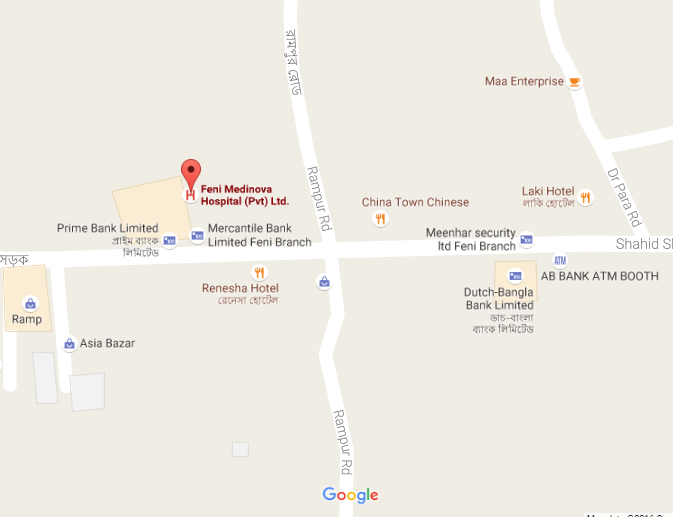 রামপুর রোড
Maa Enterprise
Rampur Rd
Dr Para Rd
Feni Medinova
Hospital (Pvt) Ltd.
Laki Hotel
লাকি হোটেল
China Town Chinese
Prime Bank Limited
প্রাইম ব্যাংক
লিমিটেড
Mercantile Bank
Limited Feni Branch
Meenhar security
ltd Feni Branch
Shahid
সড়ক
ATM
AB BANK ATM BOOTH
Renesha Hotel
রেনেসা হোটেল
Dutch-Bangla
Bank Limited
ডাচ-বাংলা
ব্যাংক লিমিটেড
Ramp
Asia Bazar
Rampur Rd
Google